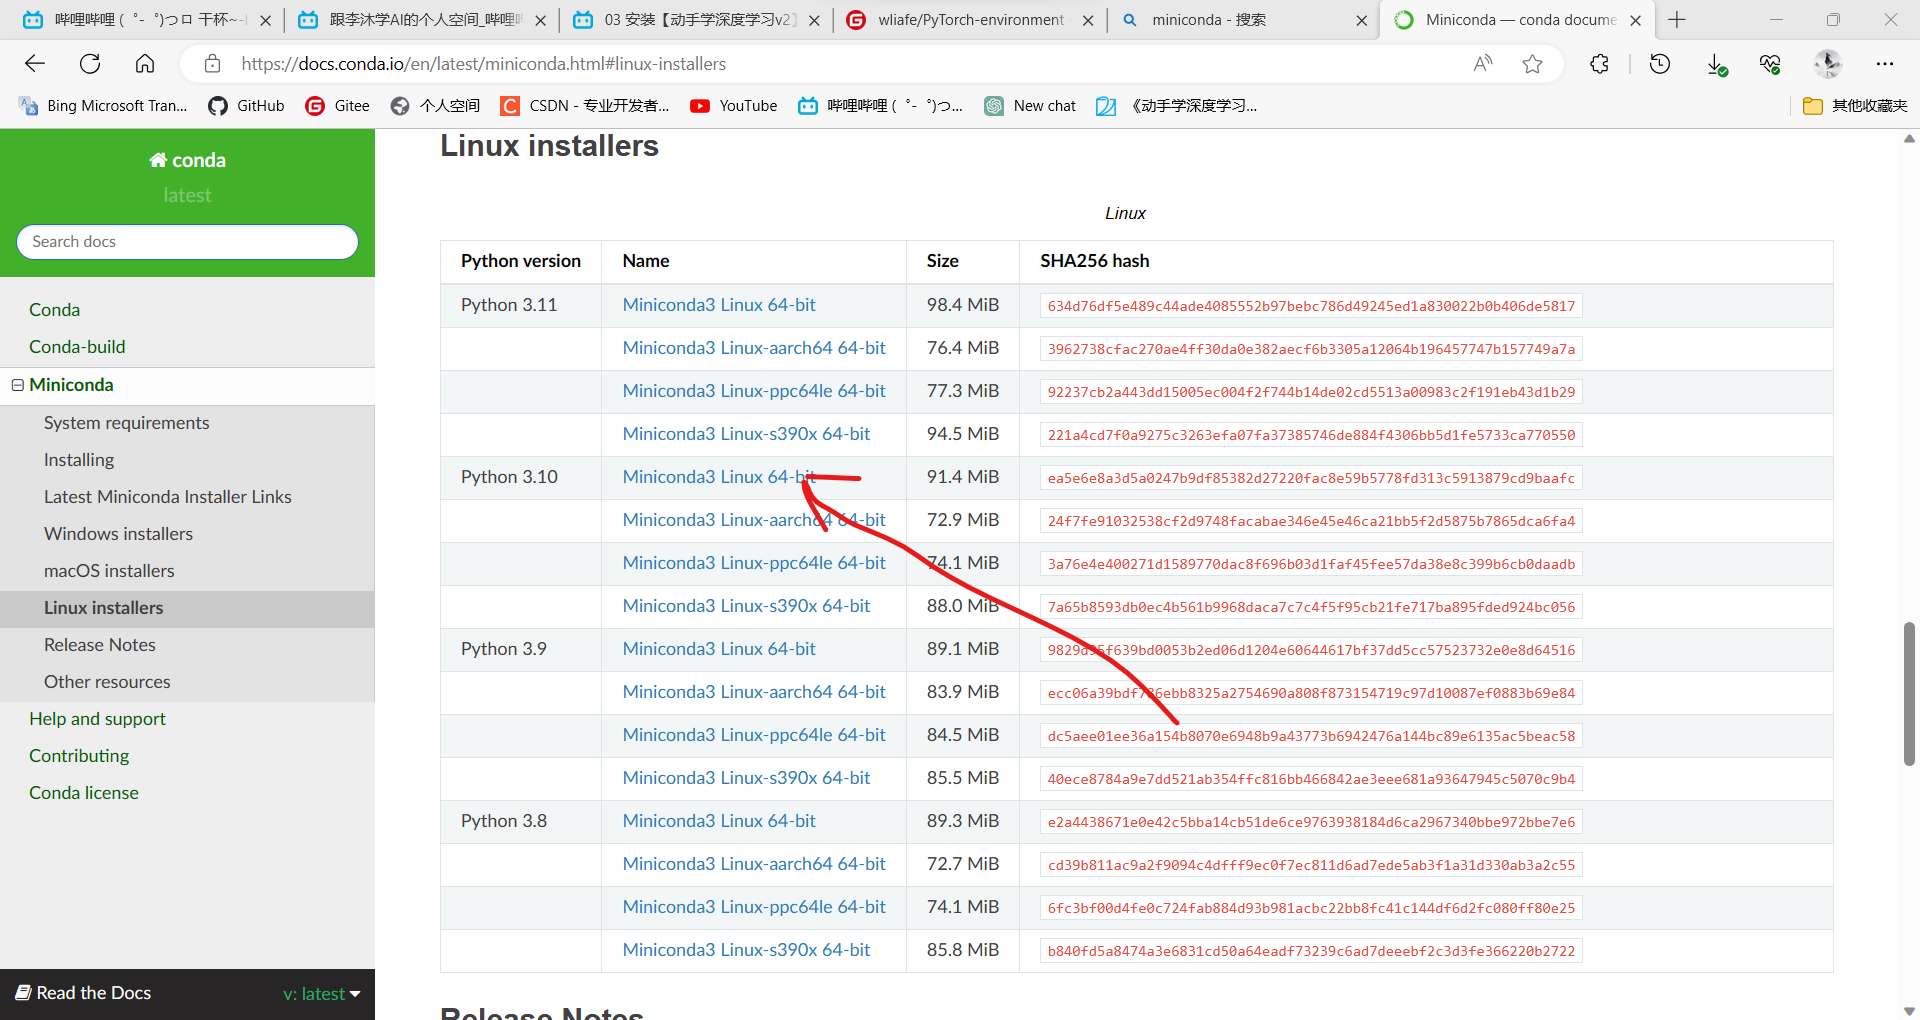 哔哩哔哩 (゜-゜)つロ 干杯~-b
跟李沐学AI的个人空间_哔哩哔
03 安装【动手学深度学习v2】
wliafe/PyTorch-environment
miniconda - 搜索
Miniconda — conda docume
https://docs.conda.io/en/latest/miniconda.html#linux-installers
Bing Microsoft Tran...
GitHub
Gitee
个人空间
CSDN - 专业开发者...
YouTube
哔哩哔哩 (゜-゜)つ...
New chat
《动手学深度学习...
其他收藏夹
conda
latest
Search docs
Conda
Conda-build
Miniconda
System requirements
Installing
Latest Miniconda Installer Links
Windows installers
macOS installers
Linux installers
Release Notes
Other resources
Help and support
Contributing
Conda license
Read the Docs
v: latest
Linux installers
Linux
Python version Name Size SHA256 hash
Python 3.11 Miniconda3 Linux 64-bit 98.4 MiB 634d76df5e489c44ade4085552b97bebc786d49245ed1a830022b0b406de5817
Miniconda3 Linux-aarch64 64-bit 76.4 MiB 3962738cfac270ae4ff30da0e382aecf6b3305a12064b196457747b157749a7a
Miniconda3 Linux-ppc64le 64-bit 77.3 MiB 92237cb2a443dd15005ec004f2f744b14de02cd5513a00983c2f191eb43d1b29
Miniconda3 Linux-s390x 64-bit 94.5 MiB 221a4cd7f0a9275c3263efa07fa37385746de884f4306bb5d1fe5733ca770550
Python 3.10 Miniconda3 Linux 64-bit 91.4 MiB ea5e6e8a3d5a0247b9df85382d27220fac8e59b5778fd313c5913879cd9baafc
Miniconda3 Linux-aarch64 64-bit 72.9 MiB 24f7fe91032538cf2d9748facabae346e45e46ca21bb5f2d5875b7865dca6fa4
Miniconda3 Linux-ppc64le 64-bit 74.1 MiB 3a76e4e400271d1589770dac8f696b03d1faf45fee57da38e8c399b6cb0daadb
Miniconda3 Linux-s390x 64-bit 88.0 MiB 7a65b8593db0ec4b561b9968daca7c7c4f5f95cb21fe717ba895fded924bc056
Python 3.9 Miniconda3 Linux 64-bit 89.1 MiB
Miniconda3 Linux-aarch64 64-bit 83.9 MiB
Miniconda3 Linux-ppc64le 64-bit 84.5 MiB dc5aee01ee36a154b8070e6948b9a43773b6942476a144bc89e6135ac5beac58
Miniconda3 Linux-s390x 64-bit 85.5 MiB 40ece8784a9e7dd521ab354ffc816bb466842ae3eee681a93647945c5070c9b4
Python 3.8 Miniconda3 Linux 64-bit 89.3 MiB e2a4438671e0e42c5bba14cb51de6ce9763938184d6ca2967340bbe972bbe7e6
Miniconda3 Linux-aarch64 64-bit 72.7 MiB cd39b811ac9a2f9094c4dfff9ec0f7ec811d6ad7ede5ab3f1a31d330ab3a2c55
Miniconda3 Linux-ppc64le 64-bit 74.1 MiB 6fc3bf00d4fe0c724fab884d93b981acbc22bb8fc41c144df6d2fc080ff80e25
Miniconda3 Linux-s390x 64-bit 85.8 MiB b840fd5a8474a3e6831cd50a64eadf73239c6ad7deeebf2c3d3fe366220b2722
Release Notes